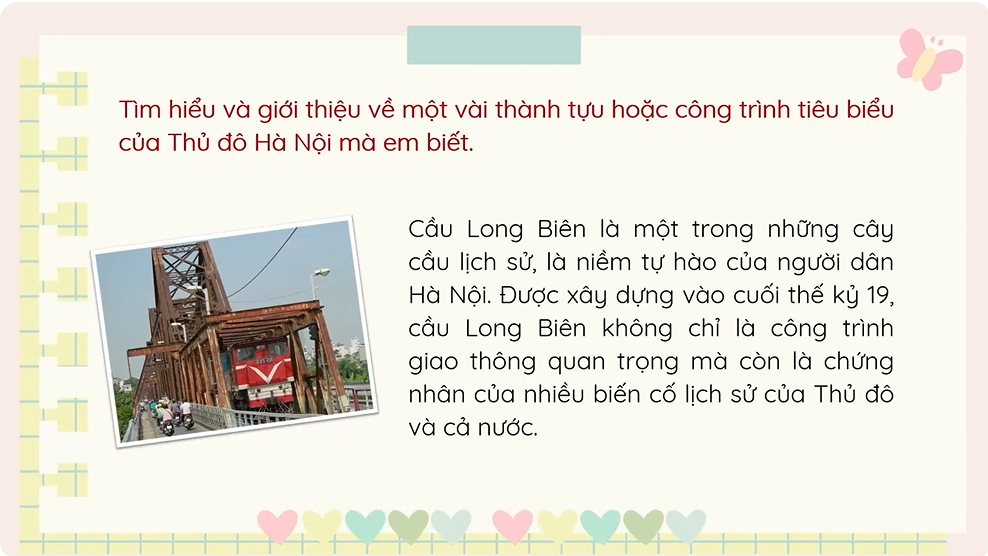 Tìm hiểu và giới thiệu về một vài thành tựu hoặc công trình tiêu biểu
của Thủ đô Hà Nội mà em biết.
Cầu Long Biên là một trong những cây
cầu lịch sử, là niềm tự hào của người dân
Hà Nội. Được xây dựng vào cuối thế kỷ 19,
cầu Long Biên không chỉ là công trình
giao thông quan trọng mà còn là chứng
nhân của nhiều biến cố lịch sử của Thủ đô
và cả nước.